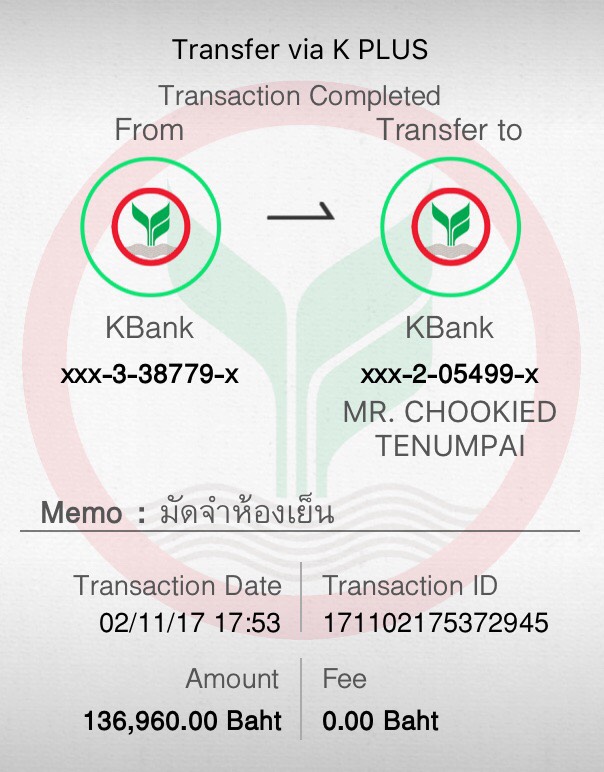 Transfer via K PLUS
Transaction Completed
From
Transfer to
KBank
KBank
xxx-3-38779-x
xxx-2-05499-x
MR. CHOOKIED
TENUMPAI
Memo : มัดจำห้องเย็น
Transaction Date
Transaction ID
02/11/17 17:53
171102175372945
Amount
Fee
136,960.00 Baht
0.00 Baht